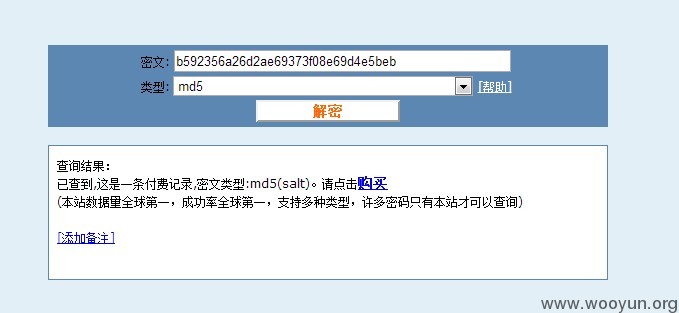 密文: b592356a26d2ae69373f08e69d4e5beb
类型: md5 [帮助]
解密
查询结果:
已查到,这是一条付费记录,密文类型:md5(salt)。请点击购买
(本站数据量全球第一，成功率全球第一，支持多种类型，许多密码只有本站才可以查询)
[添加备注]
www.wooyun.org